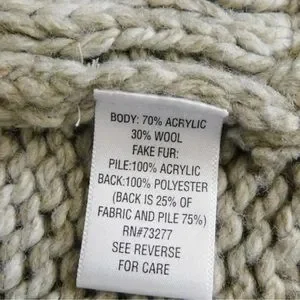 BODY: 70% ACRYLIC
30% WOOL
FAKE FUR:
PILE:100% ACRYLIC
BACK:100% POLYESTER
(BACK IS 25% OF
FABRIC AND PILE 75%)
RN#73277
SEE REVERSE
FOR CARE